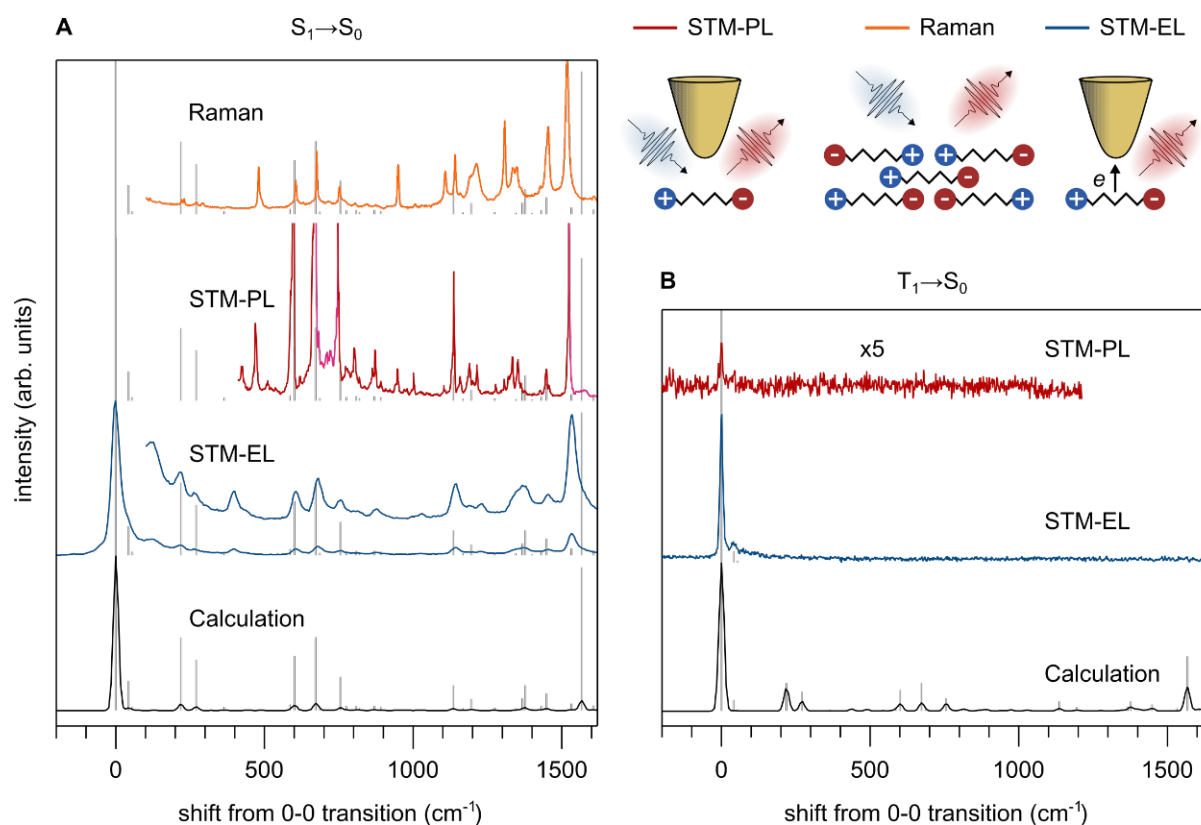 A
S₁→S₀
STM-PL
Raman
STM-EL
- + + -
+ -
+ - - +
+ -
e
+ -
intensity (arb. units)
Raman
STM-PL
STM-EL
Calculation
0 500 1000 1500
shift from 0-0 transition (cm⁻¹)
B
T₁→S₀
x5
STM-PL
STM-EL
Calculation
0 500 1000 1500
shift from 0-0 transition (cm⁻¹)